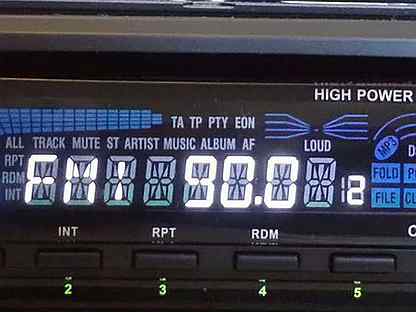 HIGH POWER
TA TP PTY EON
ALL TRACK MUTE ST ARTIST MUSIC ALBUM AF LOUD
MP3
RPT
RDM
INT
FM1 90.0
FOLD
FILE
INT RPT RDM
2 3 4 5